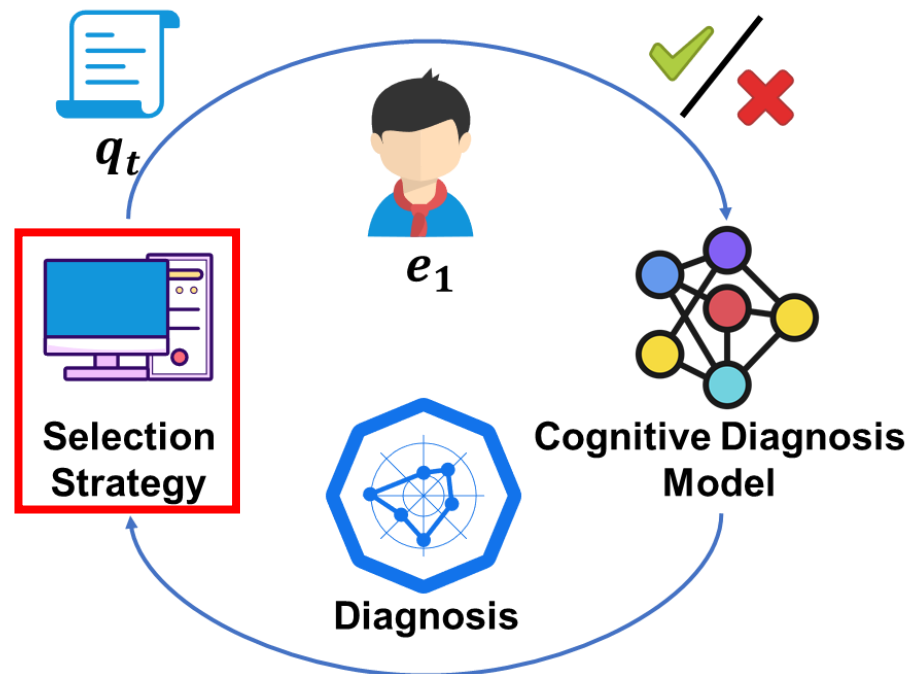 q_t
e_1
Selection
Strategy
Cognitive Diagnosis
Model
Diagnosis